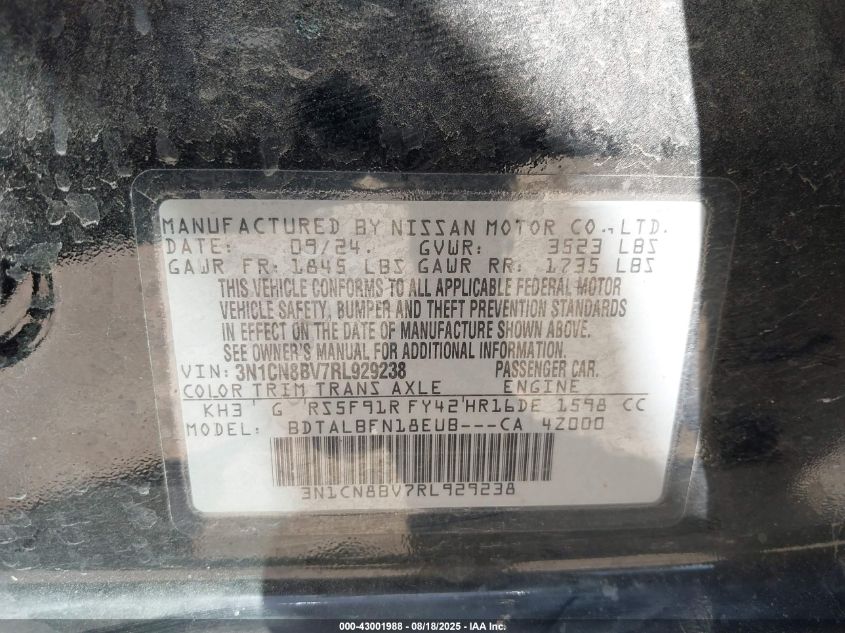 MANUFACTURED BY NISSAN MOTOR CO., LTD.
DATE: 09/24. GVWR: 3523 LBS
GAWR FR: 1845 LBS GAWR RR: 1735 LBS
THIS VEHICLE CONFORMS TO ALL APPLICABLE FEDERAL MOTOR
VEHICLE SAFETY, BUMPER AND THEFT PREVENTION STANDARDS
IN EFFECT ON THE DATE OF MANUFACTURE SHOWN ABOVE.
SEE OWNER'S MANUAL FOR ADDITIONAL INFORMATION.
VIN: 3N1CN8BV7RL929238 PASSENGER CAR.
COLOR TRIM TRANS AXLE ENGINE
KH3 G RS5F91R FY42 HR16DE 1598 CC
MODEL: BDTALBFN18EUB---CA 42000
3N1CN8BV7RL929238
000-43001988 - 08/18/2025 - IAA Inc.